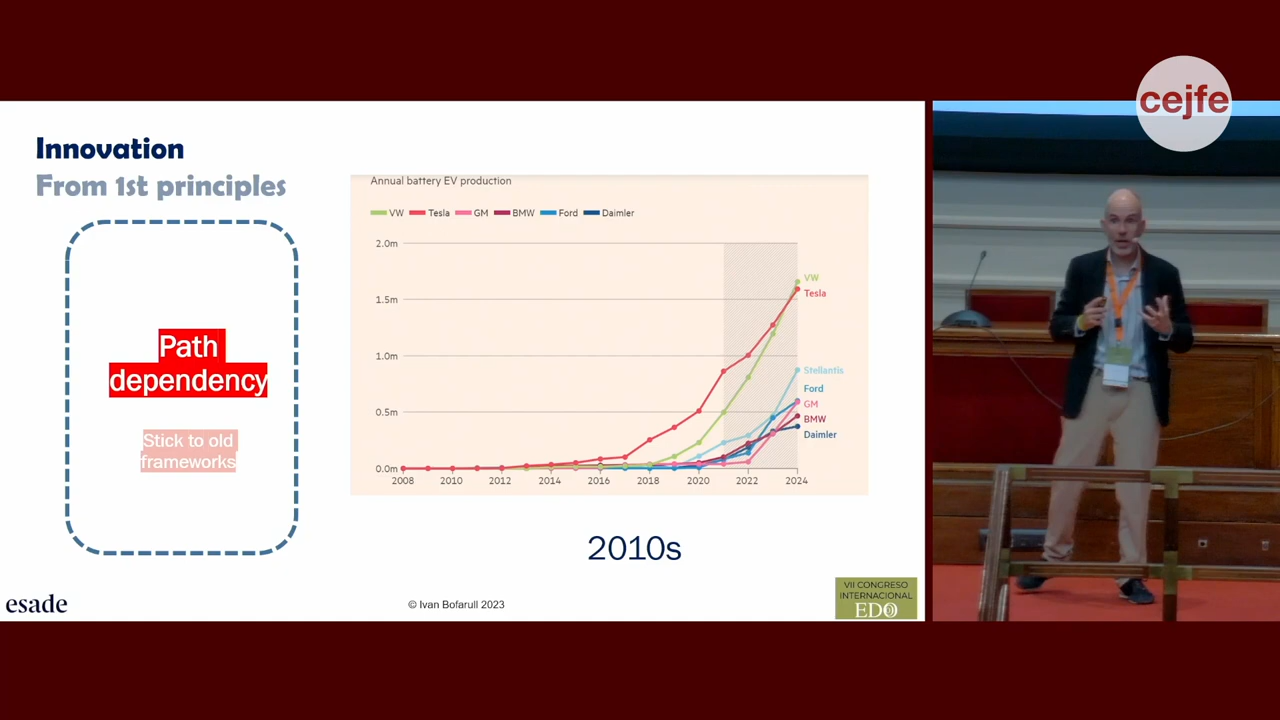 cejfe
Innovation
From 1st principles
Path
dependency
Stick to old
frameworks
Annual battery EV production
VW Tesla GM BMW Ford Daimler
2.0m
1.5m
1.0m
0.5m
0.0m
2008 2010 2012 2014 2016 2018 2020 2022 2024
VW
Tesla
Stellantis
Ford
GM
BMW
Daimler
2010s
esade
© Ivan Bofarull 2023
VII CONGRESO
INTERNACIONAL
EDO